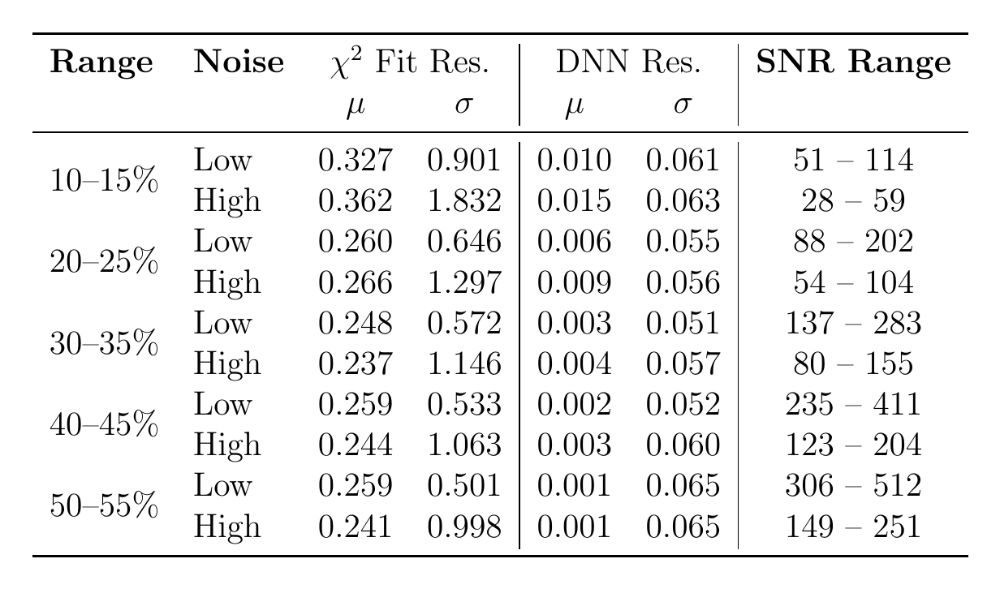 Range Noise χ² Fit Res. DNN Res. SNR Range
μ σ μ σ
10–15% Low 0.327 0.901 0.010 0.061 51 – 114
High 0.362 1.832 0.015 0.063 28 – 59
20–25% Low 0.260 0.646 0.006 0.055 88 – 202
High 0.266 1.297 0.009 0.056 54 – 104
30–35% Low 0.248 0.572 0.003 0.051 137 – 283
High 0.237 1.146 0.004 0.057 80 – 155
40–45% Low 0.259 0.533 0.002 0.052 235 – 411
High 0.244 1.063 0.003 0.060 123 – 204
50–55% Low 0.259 0.501 0.001 0.065 306 – 512
High 0.241 0.998 0.001 0.065 149 – 251